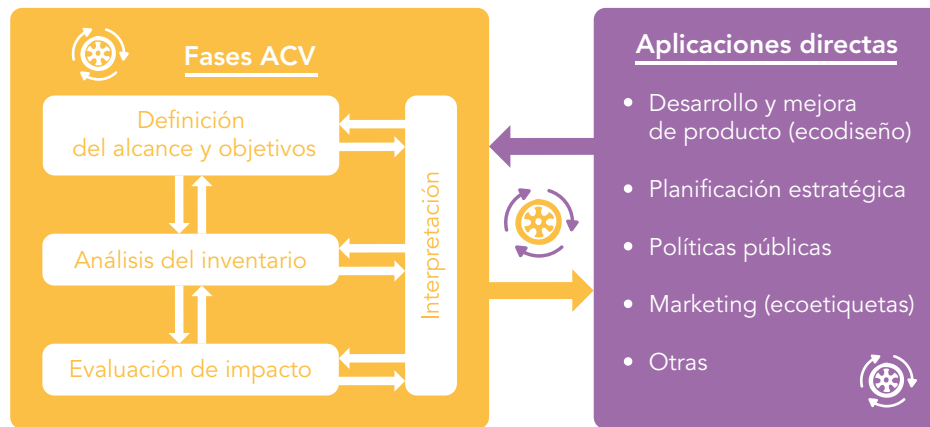 Fases ACV
Definición
del alcance y objetivos
Análisis del inventario
Evaluación de impacto
Interpretación
Aplicaciones directas
• Desarrollo y mejora
de producto (ecodiseño)
• Planificación estratégica
• Políticas públicas
• Marketing (ecoetiquetas)
• Otras